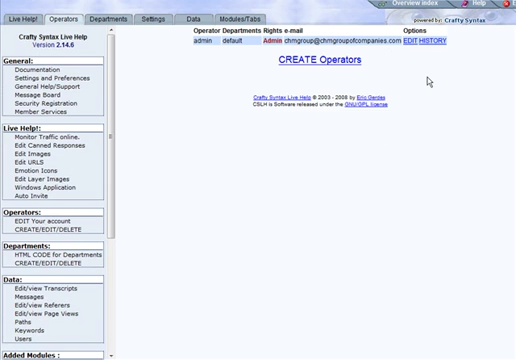 Overview index Help
Live Help! Operators Departments Settings Data Modules/Tabs
powered by: Crafty Syntax
Crafty Syntax Live Help
Version 2.14.6
General:
Documentation
Settings and Preferences
General Help/Support
Message Board
Security Registration
Member Services
Live Help!:
Monitor Traffic online.
Edit Canned Responses
Edit Images
Edit URLS
Emotion Icons
Edit Layer Images
Windows Application
Auto Invite
Operators:
EDIT Your account
CREATE/EDIT/DELETE
Departments:
HTML CODE for Departments
CREATE/EDIT/DELETE
Data:
Edit/view Transcripts
Messages
Edit/view Referers
Edit/view Page Views
Paths
Keywords
Users
Added Modules :
Operator Departments Rights e-mail Options
admin default Admin chmgroup@chmgroupofcompanies.com EDIT HISTORY
CREATE Operators
Crafty Syntax Live Help © 2003 - 2008 by Eric Gerdes
CSLH is Software released under the GNU/GPL license